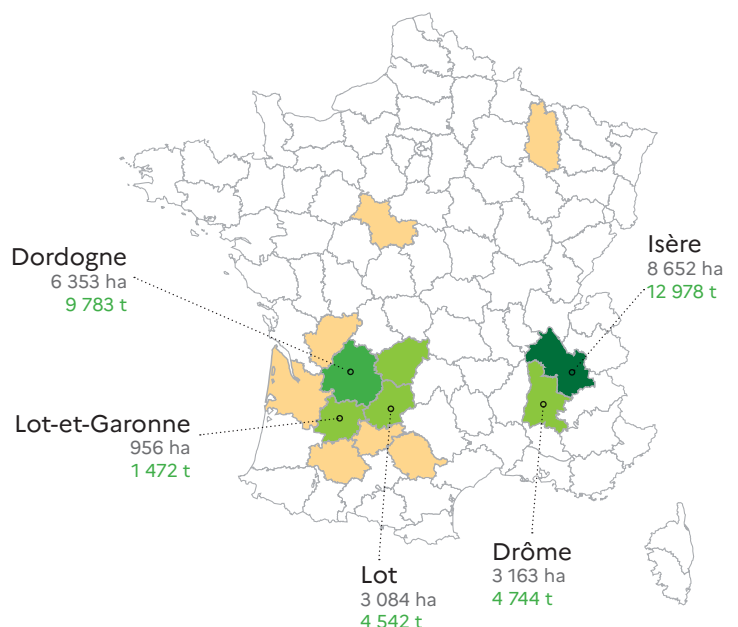 Dordogne
6 353 ha
9 783 t
Isère
8 652 ha
12 978 t
Lot-et-Garonne
956 ha
1 472 t
Lot
3 084 ha
4 542 t
Drôme
3 163 ha
4 744 t